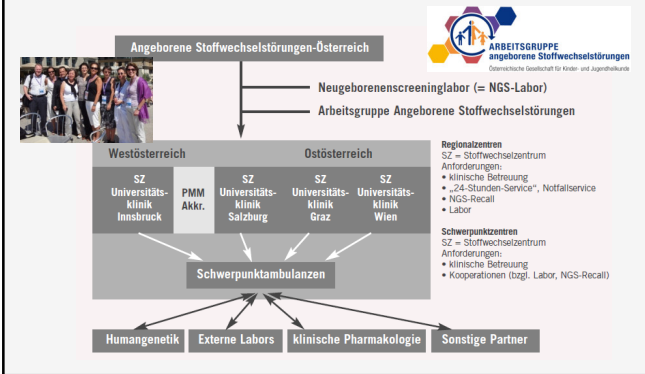 ARBEITSGRUPPE
angeborene Stoffwechselstörungen
Österreichische Gesellschaft für Kinder- und Jugendheilkunde
Angeborene Stoffwechselstörungen-Österreich
Neugeborenenscreeninglabor (= NGS-Labor)
Arbeitsgruppe Angeborene Stoffwechselstörungen
Westösterreich
Ostösterreich
SZ
Universitäts-
klinik
Innsbruck
PMM
Akkr.
SZ
Universitäts-
klinik
Salzburg
SZ
Universitäts-
klinik
Graz
SZ
Universitäts-
klinik
Wien
Schwerpunktambulanzen
Regionalzentren
SZ = Stoffwechselzentrum
Anforderungen:
• klinische Betreuung
• „24-Stunden-Service“, Notfallservice
• NGS-Recall
• Labor
Schwerpunktzentren
SZ = Stoffwechselzentrum
Anforderungen:
• klinische Betreuung
• Kooperationen (bzgl. Labor, NGS-Recall)
Humangenetik
Externe Labors
klinische Pharmakologie
Sonstige Partner